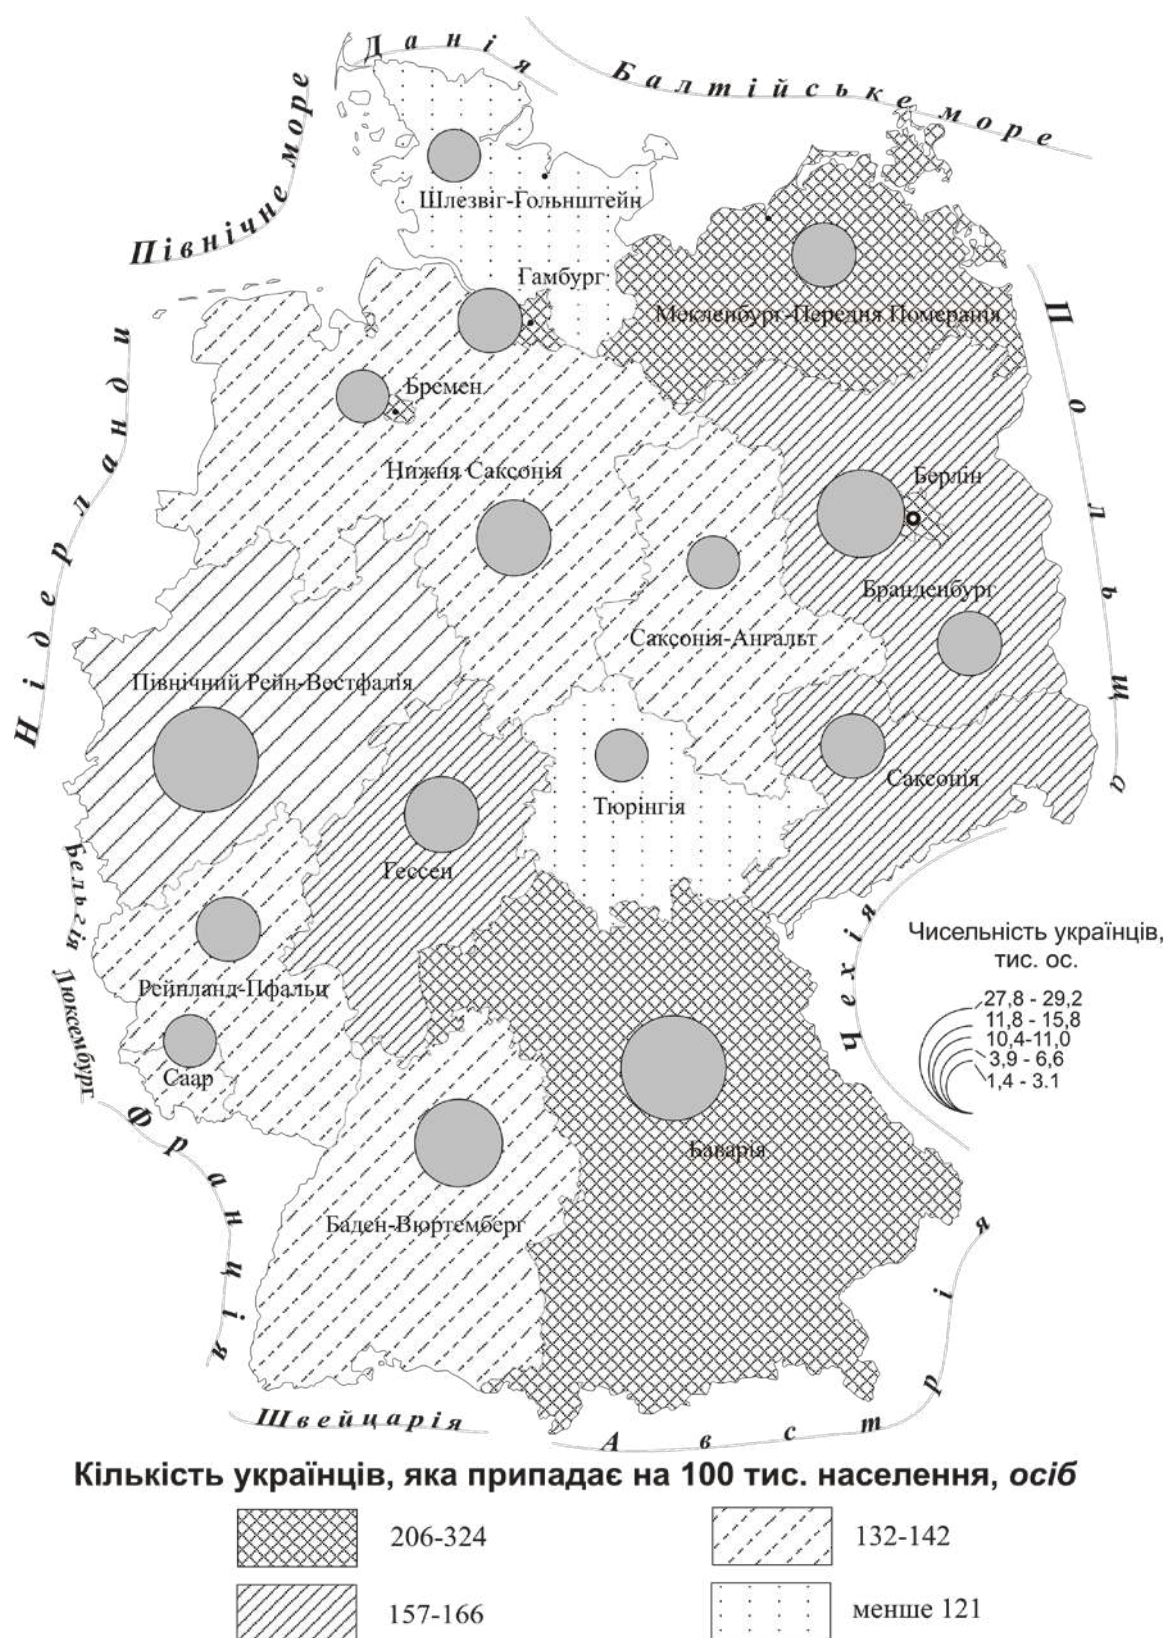 Данія
Балтійське море
Північне море
Шлезвіг-Гольнштейн
Гамбург
Мекленбург-Передня Померанія
Польща
Нідерланди
Бремен
Нижня Саксонія
Берлін
Бранденбург
Саксонія-Ангальт
Північний Рейн-Вестфалія
Саксонія
Тюрінгія
Гессен
Бельгія
Чехія
Чисельність українців,
тис. ос.
27,8 - 29,2
11,8 - 15,8
10,4-11,0
3,9 - 6,6
1,4 - 3.1
Люксембург
Рейнланд-Пфальц
Саар
Франція
Баварія
Баден-Вюртемберг
Швейцарія
Австрія
Кількість українців, яка припадає на 100 тис. населення, осіб
206-324
132-142
157-166
менше 121